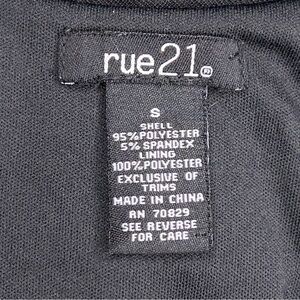 rue21®
S
SHELL
95%POLYESTER
5% SPANDEX
LINING
100%POLYESTER
EXCLUSIVE OF
TRIMS
MADE IN CHINA
RN 70829
SEE REVERSE
FOR CARE